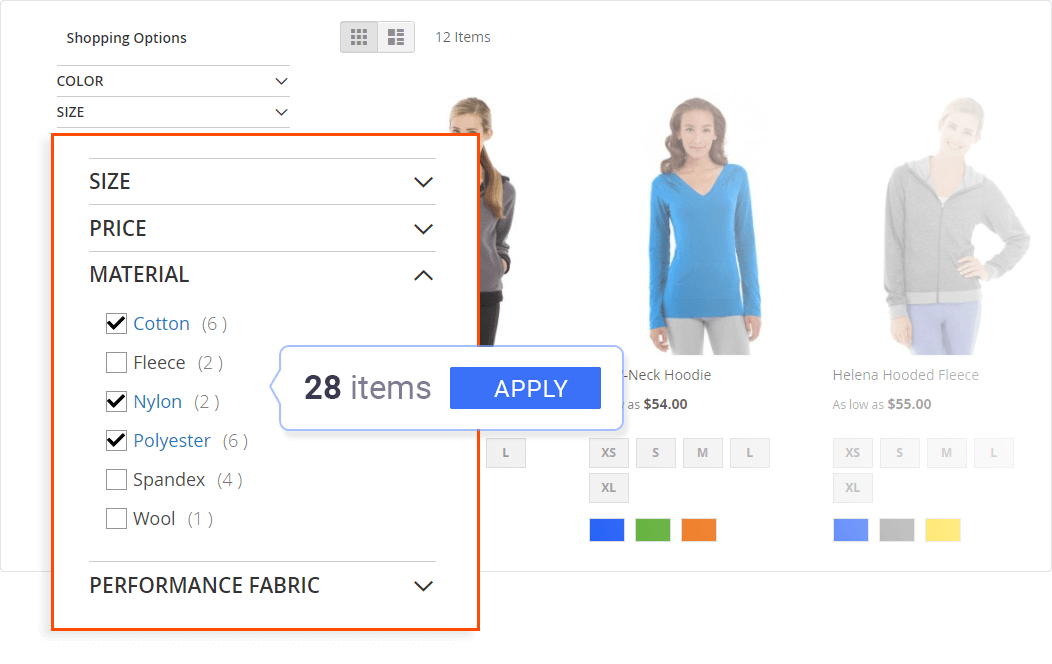 Shopping Options
12 Items
COLOR
SIZE
SIZE
PRICE
MATERIAL
Cotton (6)
Fleece (2)
Nylon (2)
Polyester (6)
Spandex (4)
Wool (1)
PERFORMANCE FABRIC
28 items APPLY
-Neck Hoodie
as $54.00
L
XS S M L
XL
Helena Hooded Fleece
As low as $55.00
XS S M L
XL